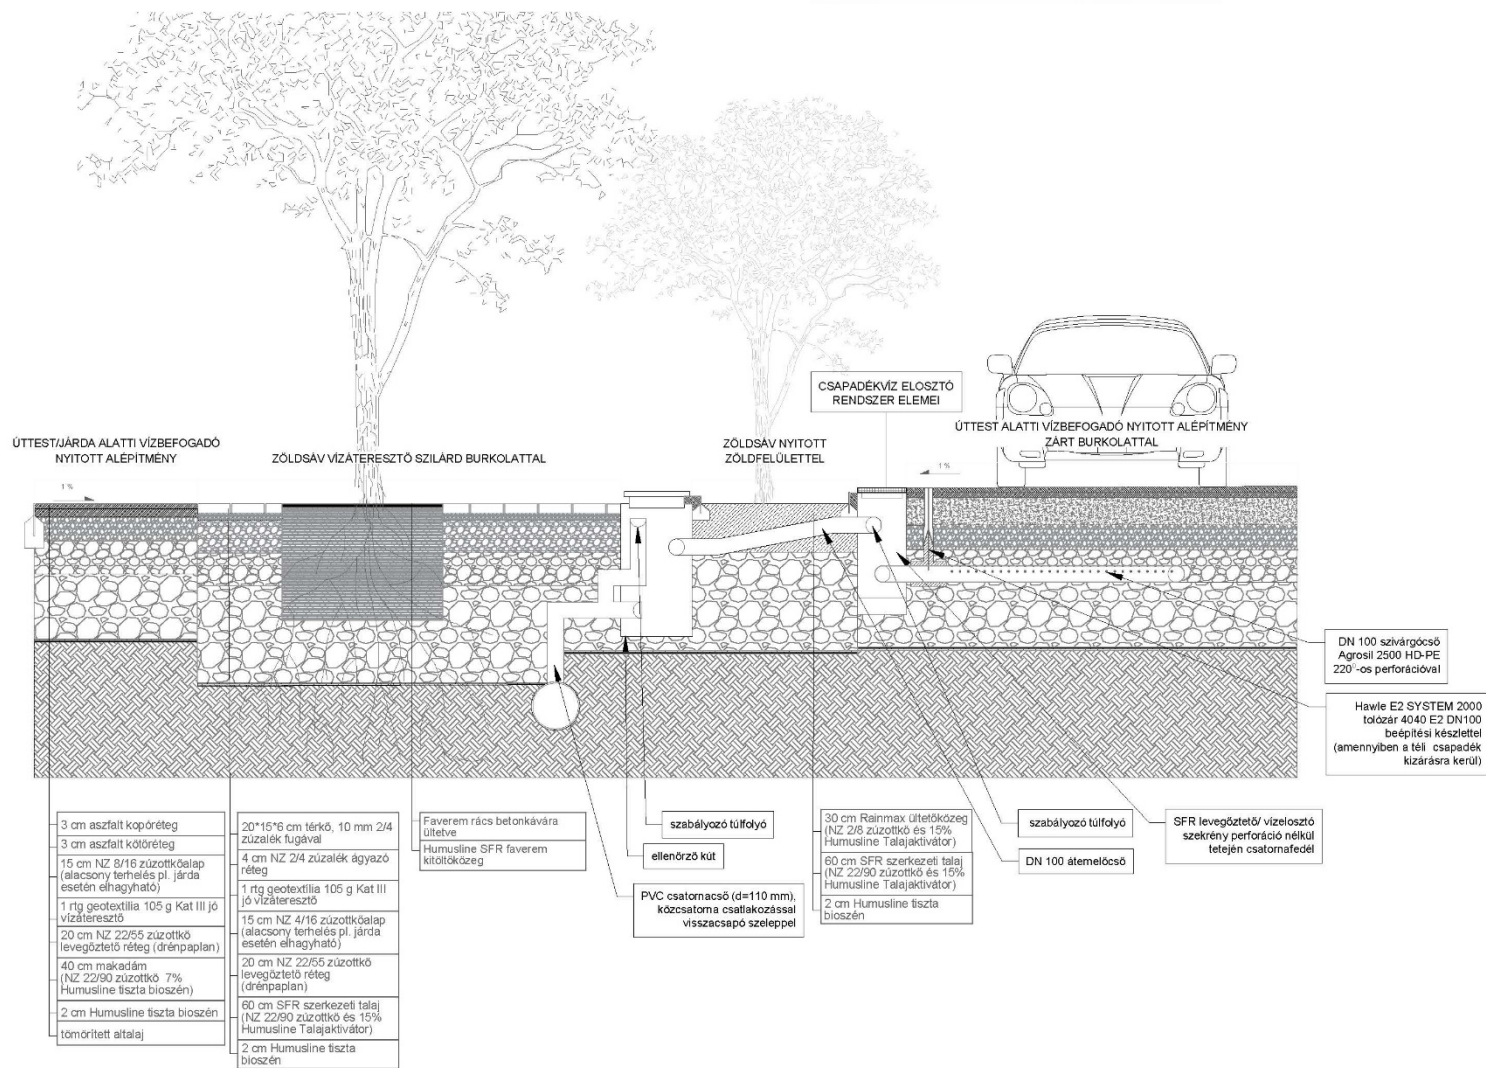 CSAPADÉKVÍZ ELOSZTÓ
RENDSZER ELEMEI
ÚTTEST/JÁRDA ALATTI VÍZBEFOGADÓ
NYITOTT ALÉPÍTMÉNY
ZÖLDSÁV VÍZÁTERESZTŐ SZILÁRD BURKOLATTAL
ZÖLDSÁV NYITOTT
ZÖLDFELÜLETTEL
ÚTTEST ALATTI VÍZBEFOGADÓ NYITOTT ALÉPÍTMÉNY
ZÁRT BURKOLATTAL
1 %
1 %
3 cm aszfalt kopóréteg
3 cm aszfalt kötőréteg
15 cm NZ 8/16 zúzottkőalap
(alacsony terhelés pl. járda
esetén elhagyható)
1 rtg geotextília 105 g Kat III jó
vízáteresztő
20 cm NZ 22/55 zúzottkő
levegőztető réteg (drénpaplan)
40 cm makadám
(NZ 22/90 zúzottkő 7%
Humusline tiszta bioszén)
2 cm Humusline tiszta bioszén
tömörített altalaj
20*15*6 cm térkő, 10 mm 2/4
zúzalék fugával
4 cm NZ 2/4 zúzalék ágyazó
réteg
1 rtg geotextília 105 g Kat III
jó vízáteresztő
15 cm NZ 4/16 zúzottkőalap
(alacsony terhelés pl. járda
esetén elhagyható)
20 cm NZ 22/55 zúzottkő
levegőztető réteg
(drénpaplan)
60 cm SFR szerkezeti talaj
(NZ 22/90 zúzottkő és 15%
Humusline Talajaktivátor)
2 cm Humusline tiszta
bioszén
Faverem rács betonkávára
ültetve
Humusline SFR faverem
kitöltőközeg
szabályozó túlfolyó
ellenőrző kút
PVC csatornacső (d=110 mm),
közcsatorna csatlakozással
visszacsapó szeleppel
30 cm Rainmax ültetőközeg
(NZ 2/8 zúzottkő és 15%
Humusline Talajaktivátor)
60 cm SFR szerkezeti talaj
(NZ 22/90 zúzottkő és 15%
Humusline Talajaktivátor)
2 cm Humusline tiszta
bioszén
szabályozó túlfolyó
DN 100 átemelőcső
SFR levegőztető/ vízelosztó
szekrény perforáció nélkül
tetején csatornafedél
DN 100 szivárgócső
Agrosil 2500 HD-PE
220°-os perforációval
Hawle E2 SYSTEM 2000
tolózár 4040 E2 DN100
beépítési készlettel
(amennyiben a téli csapadék
kizárásra kerül)